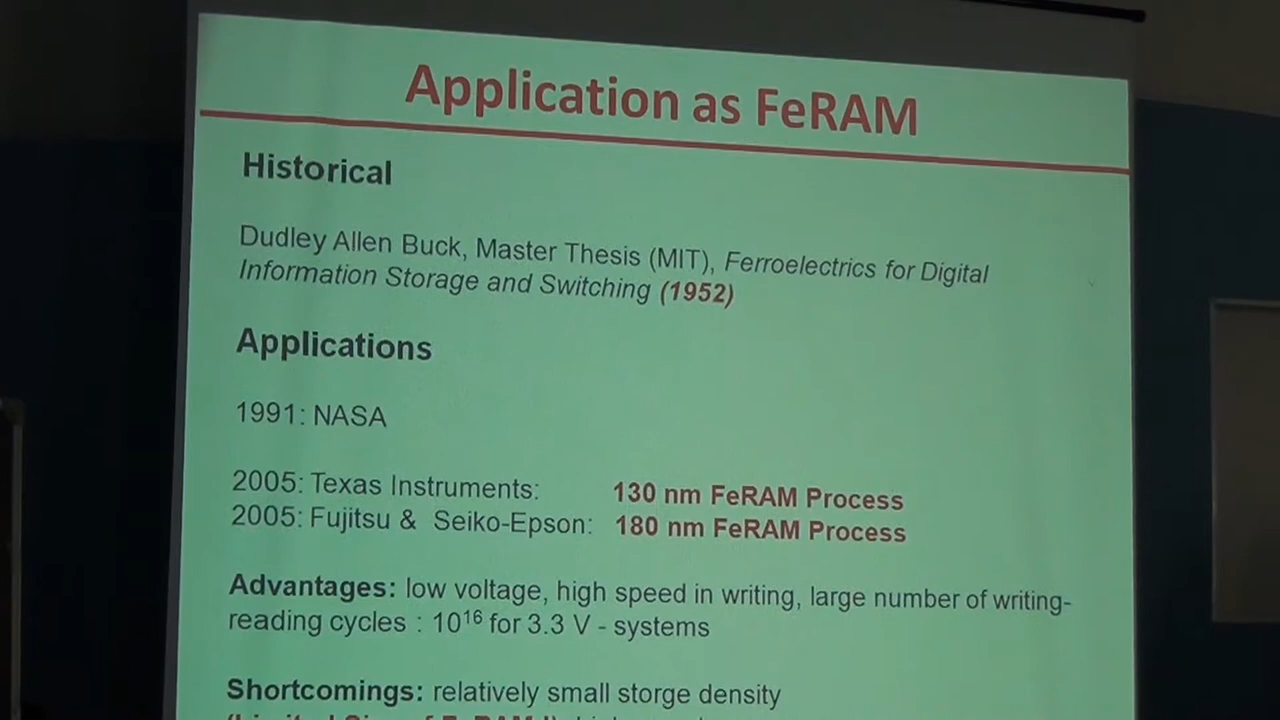 Application as FeRAM
Historical
Dudley Allen Buck, Master Thesis (MIT), Ferroelectrics for Digital
Information Storage and Switching (1952)
Applications
1991: NASA
2005: Texas Instruments: 130 nm FeRAM Process
2005: Fujitsu & Seiko-Epson: 180 nm FeRAM Process
Advantages: low voltage, high speed in writing, large number of writing-
reading cycles : 10¹⁶ for 3.3 V - systems
Shortcomings: relatively small storge density